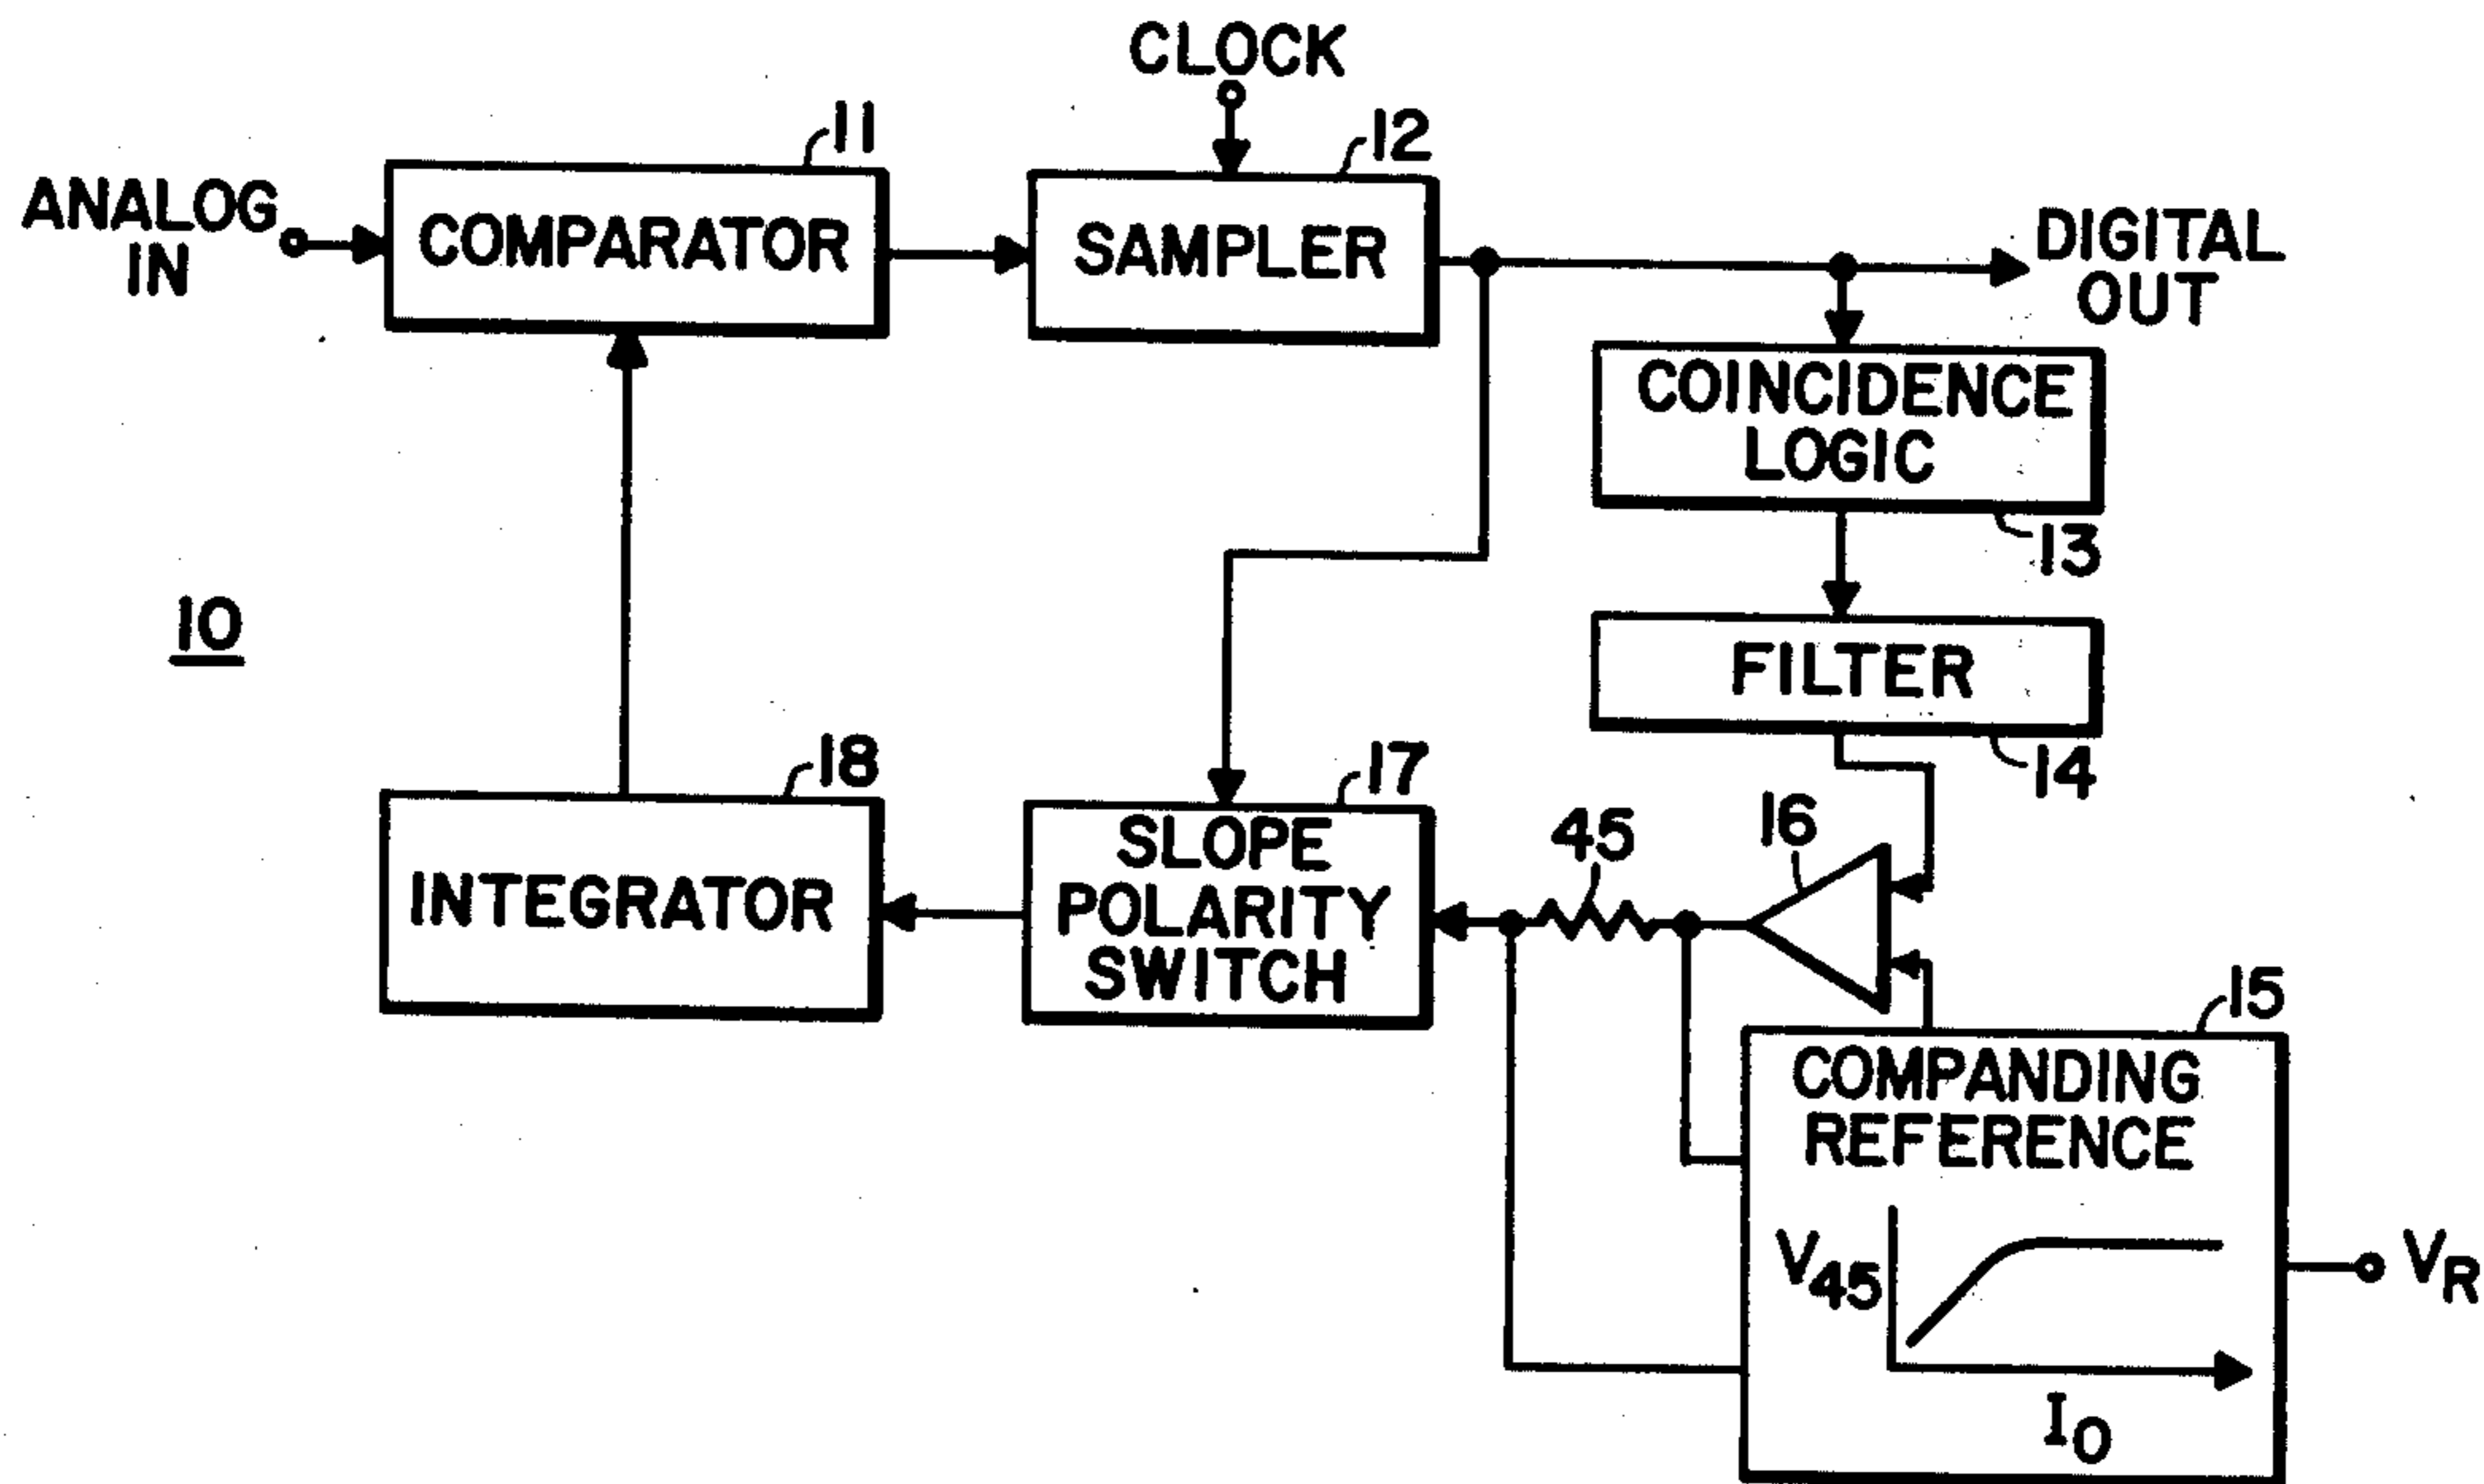 CLOCK
11
12
ANALOG
IN
COMPARATOR
SAMPLER
DIGITAL
OUT
COINCIDENCE
LOGIC
13
10
FILTER
14
18
17
16
45
INTEGRATOR
SLOPE
POLARITY
SWITCH
15
COMPANDING
REFERENCE
V45
VR
IO